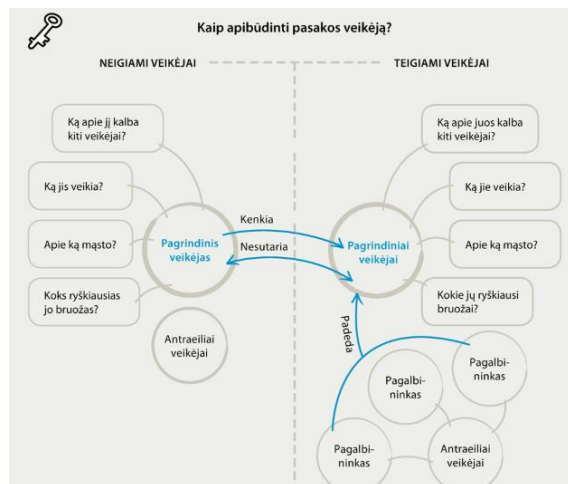 Kaip apibūdinti pasakos veikėją?
NEIGIAMI VEIKĖJAI
TEIGIAMI VEIKĖJAI
Ką apie jį kalba
kiti veikėjai?
Ką jis veikia?
Apie ką mąsto?
Koks ryškiausias
jo bruožas?
Pagrindinis
veikėjas
Antraeiliai
veikėjai
Kenkia
Nesutaria
Ką apie juos kalba
kiti veikėjai?
Ką jie veikia?
Apie ką mąsto?
Kokie jų ryškiausi
bruožai?
Pagrindiniai
veikėjai
Padeda
Pagalbi-
ninkas
Pagalbi-
ninkas
Pagalbi-
ninkas
Antraeiliai
veikėjai